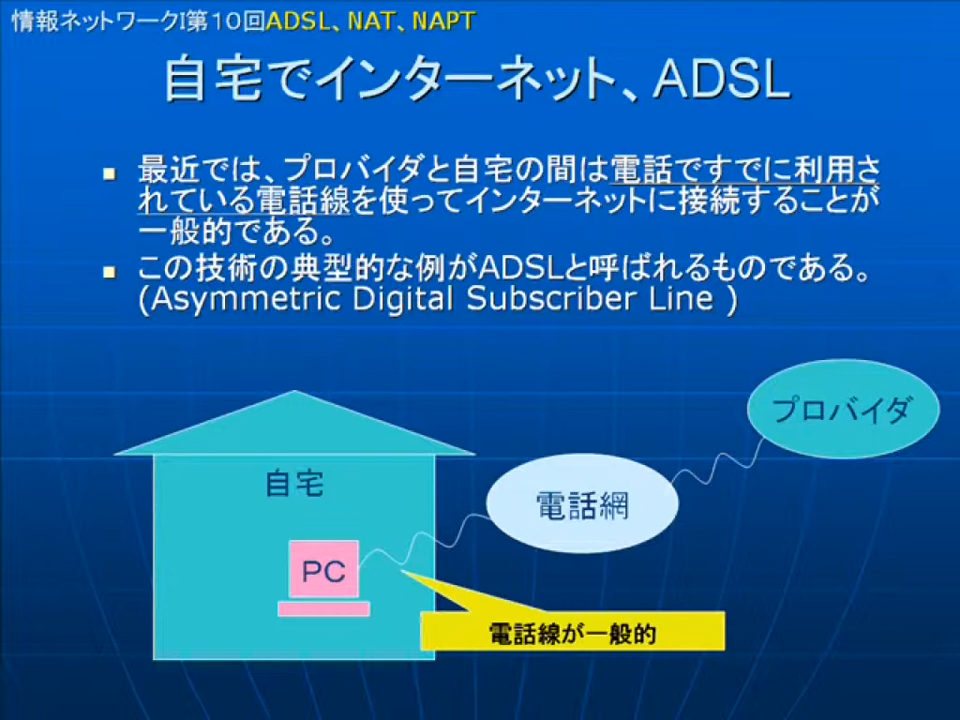 情報ネットワークI第10回ADSL、NAT、NAPT
自宅でインターネット、ADSL
最近では、プロバイダと自宅の間は電話ですでに利用さ
れている電話線を使ってインターネットに接続することが
一般的である。
この技術の典型的な例がADSLと呼ばれるものである。
(Asymmetric Digital Subscriber Line )
プロバイダ
自宅
電話網
PC
電話線が一般的